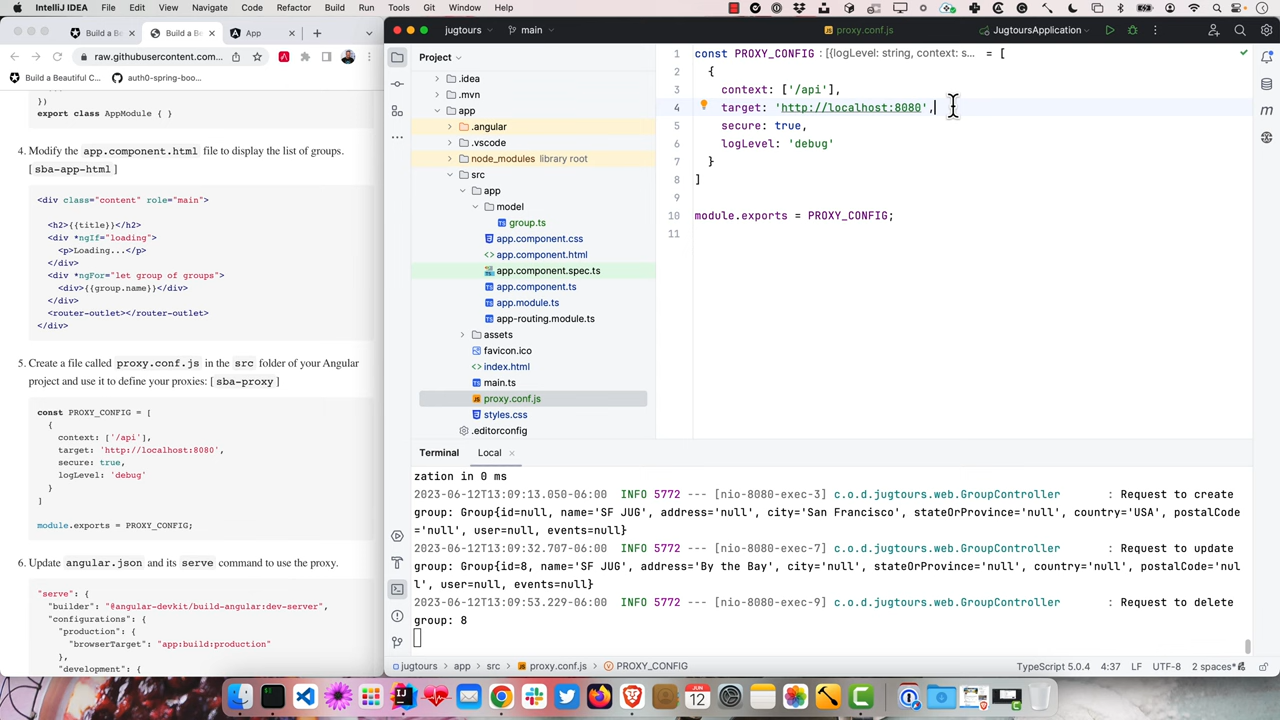 IntelliJ IDEA File Edit View Navigate Code Refactor Build Run Tools Git Window Help
Build a Be
Build a Be
App
raw.githubusercontent.com...
Build a Beautiful C...
auth0-spring-boo...
})
export class AppModule { }
4. Modify the app.component.html file to display the list of groups.
[ sba-app-html ]
<div class="content" role="main">
<h2>{{title}}</h2>
<div *ngIf="loading">
<p>Loading...</p>
</div>
<div *ngFor="let group of groups">
<div>{{group.name}}</div>
</div>
<router-outlet></router-outlet>
</div>
5. Create a file called proxy.conf.js in the src folder of your Angular
project and use it to define your proxies: [ sba-proxy ]
const PROXY_CONFIG = [
{
context: ['/api'],
target: 'http://localhost:8080',
secure: true,
logLevel: 'debug'
}
]
module.exports = PROXY_CONFIG;
6. Update angular.json and its serve command to use the proxy.
"serve": {
"builder": "@angular-devkit/build-angular:dev-server",
"configurations": {
"production": {
"browserTarget": "app:build:production"
},
"development": {
jugtours
main
proxy.conf.js
JugtoursApplication
Project
.idea
.mvn
app
.angular
.vscode
node_modules library root
src
app
model
group.ts
app.component.css
app.component.html
app.component.spec.ts
app.component.ts
app.module.ts
app-routing.module.ts
assets
favicon.ico
index.html
main.ts
proxy.conf.js
styles.css
.editorconfig
1 const PROXY_CONFIG : [{logLevel: string, context: s... = [
2 {
3 context: ['/api'],
4 target: 'http://localhost:8080',
5 secure: true,
6 logLevel: 'debug'
7 }
8 ]
9
10 module.exports = PROXY_CONFIG;
11
Terminal Local
zation in 0 ms
2023-06-12T13:09:13.050-06:00 INFO 5772 --- [nio-8080-exec-3] c.o.d.jugtours.web.GroupController : Request to create
group: Group{id=null, name='SF JUG', address='null', city='San Francisco', stateOrProvince='null', country='USA', postalCode
='null', user=null, events=null}
2023-06-12T13:09:32.707-06:00 INFO 5772 --- [nio-8080-exec-7] c.o.d.jugtours.web.GroupController : Request to update
group: Group{id=8, name='SF JUG', address='By the Bay', city='null', stateOrProvince='null', country='null', postalCode='nul
l', user=null, events=null}
2023-06-12T13:09:53.229-06:00 INFO 5772 --- [nio-8080-exec-9] c.o.d.jugtours.web.GroupController : Request to delete
group: 8
jugtours > app > src > proxy.conf.js > PROXY_CONFIG
TypeScript 5.0.4 4:37 LF UTF-8 2 spaces*
JUN
12